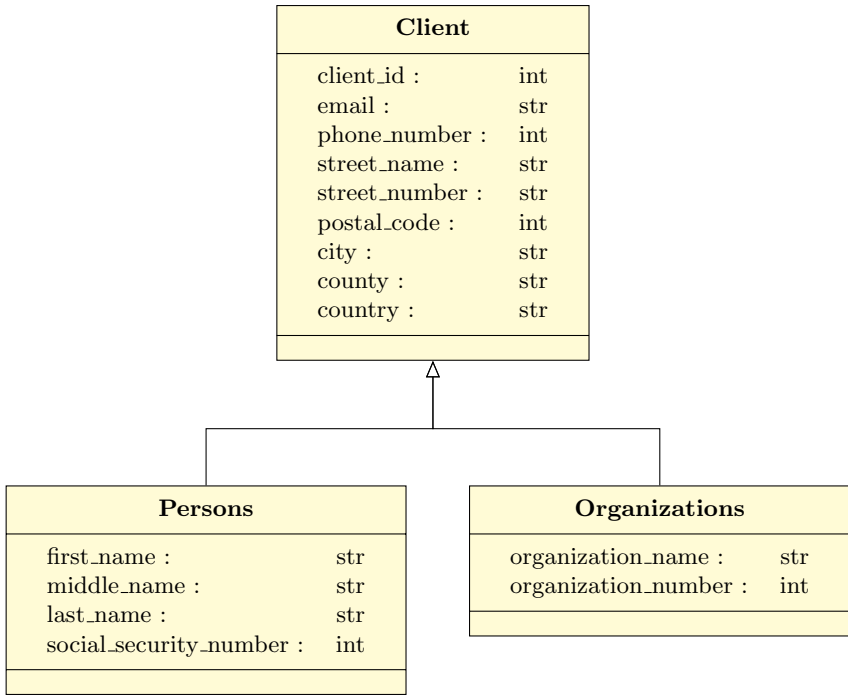 Client
client_id : int
email : str
phone_number : int
street_name : str
street_number : str
postal_code : int
city : str
county : str
country : str
Persons
first_name : str
middle_name : str
last_name : str
social_security_number : int
Organizations
organization_name : str
organization_number : int